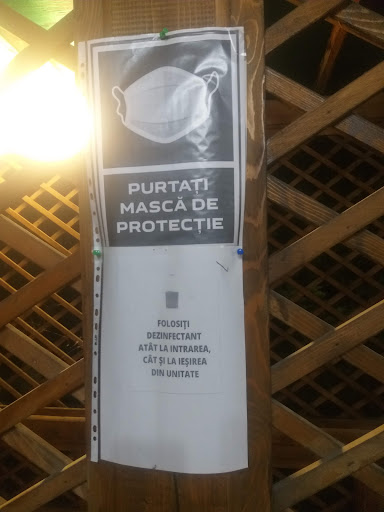 PURTAȚI
MASCĂ DE
PROTECȚIE
FOLOSIȚI
DEZINFECTANT
ATÂT LA INTRAREA,
CÂT ȘI LA IEȘIREA
DIN UNITATE